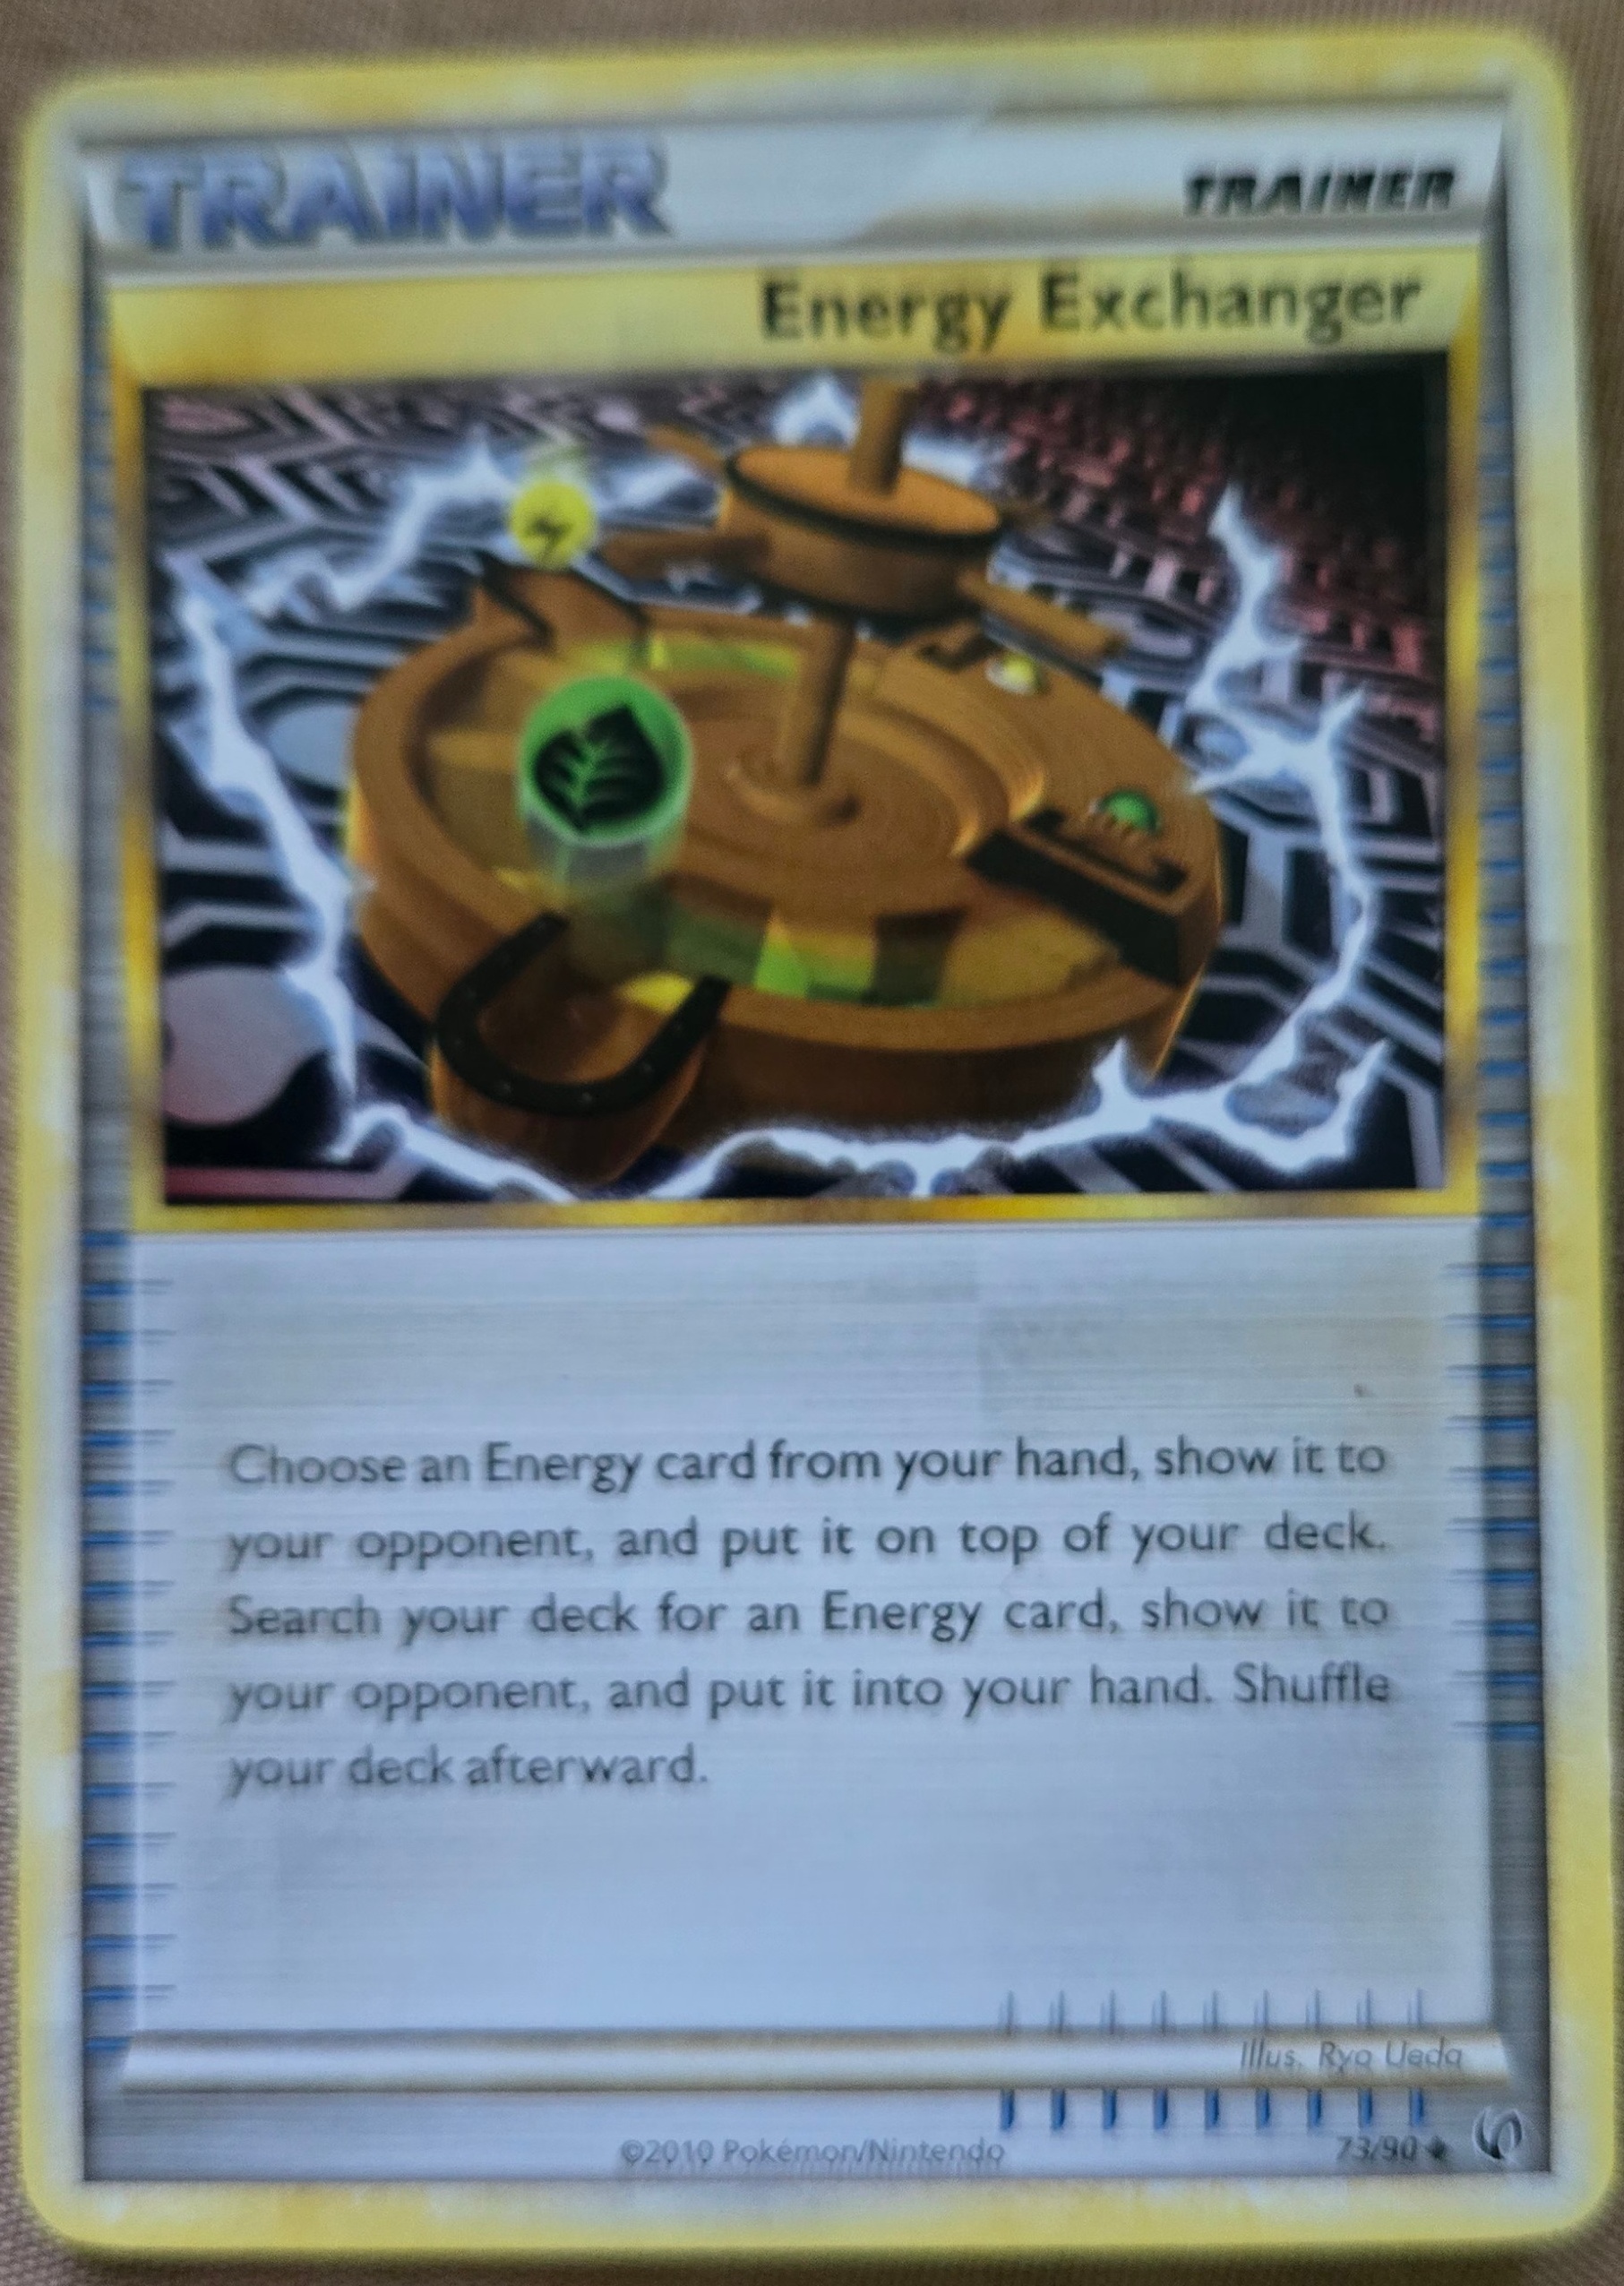 TRAINER
TRAINER
Energy Exchanger
Choose an Energy card from your hand, show it to
your opponent, and put it on top of your deck.
Search your deck for an Energy card, show it to
your opponent, and put it into your hand. Shuffle
your deck afterward.
Illus. Ryo Ueda
©2010 Pokémon/Nintendo
73/90